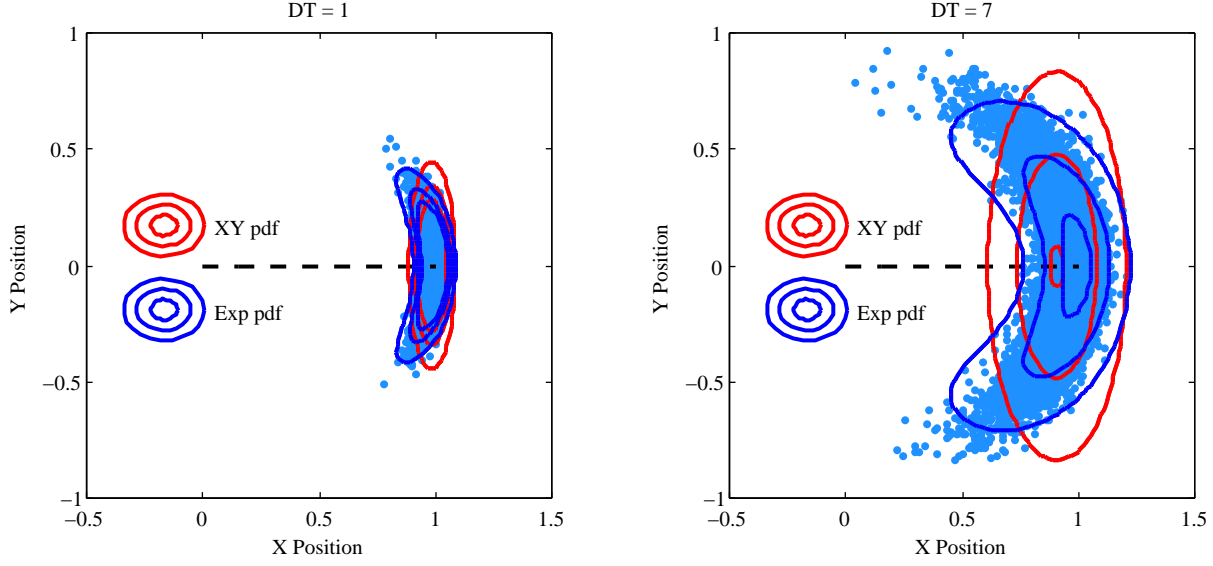 DT = 1
1
0.5
0
−0.5
−1
Y Position
XY pdf
Exp pdf
−0.5
0
0.5
1
1.5
X Position
DT = 7
1
0.5
0
−0.5
−1
Y Position
XY pdf
Exp pdf
−0.5
0
0.5
1
1.5
X Position